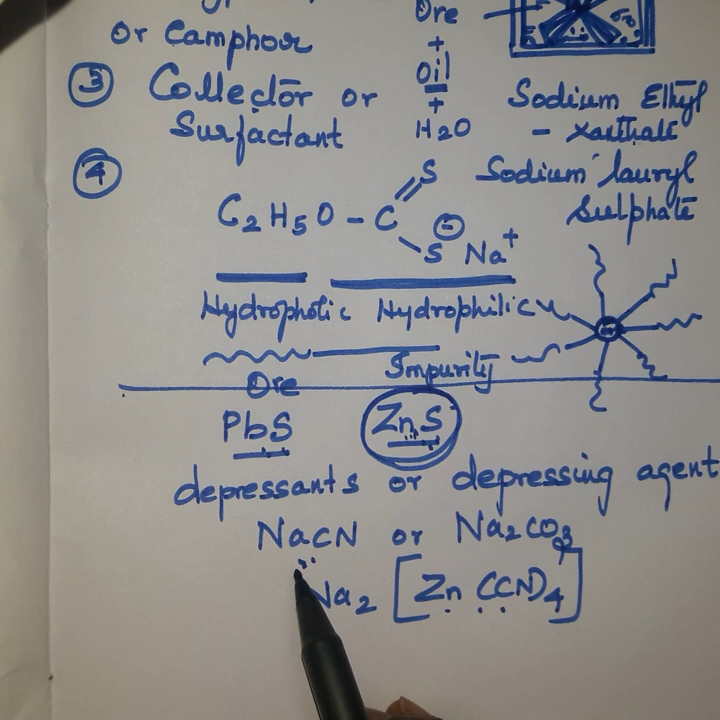 Ore
or Camphor
+
③ Collector or
Oil
+
Sodium Ethyl
Surfactant
H2O
- xanthate
④
Sodium lauryl
Sulphate
C2H5O - C
S
S ⊖ Na+
Hydrophobic Hydrophilic
Ore
Impurity
PbS ZnS
depressants or depressing agent
NaCN or Na2CO3
Na2 [Zn (CN)4]